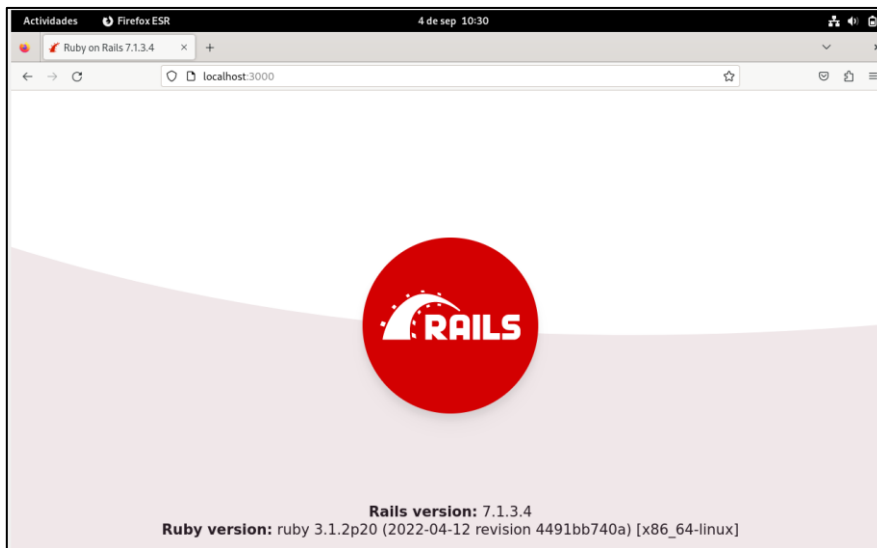 Actividades Firefox ESR 4 de sep 10:30
Ruby on Rails 7.1.3.4
localhost:3000
RAILS
Rails version: 7.1.3.4
Ruby version: ruby 3.1.2p20 (2022-04-12 revision 4491bb740a) [x86_64-linux]